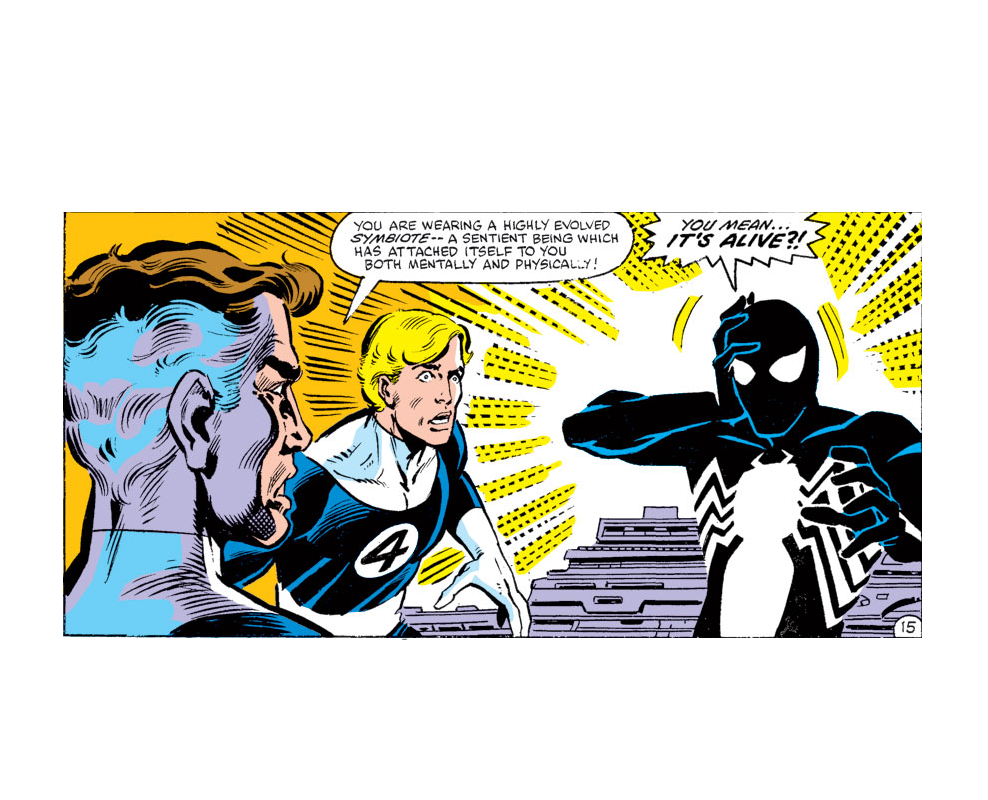 YOU ARE WEARING A HIGHLY EVOLVED
SYMBIOTE-- A SENTIENT BEING WHICH
HAS ATTACHED ITSELF TO YOU
BOTH MENTALLY AND PHYSICALLY!
YOU MEAN...
IT'S ALIVE?!
4
15